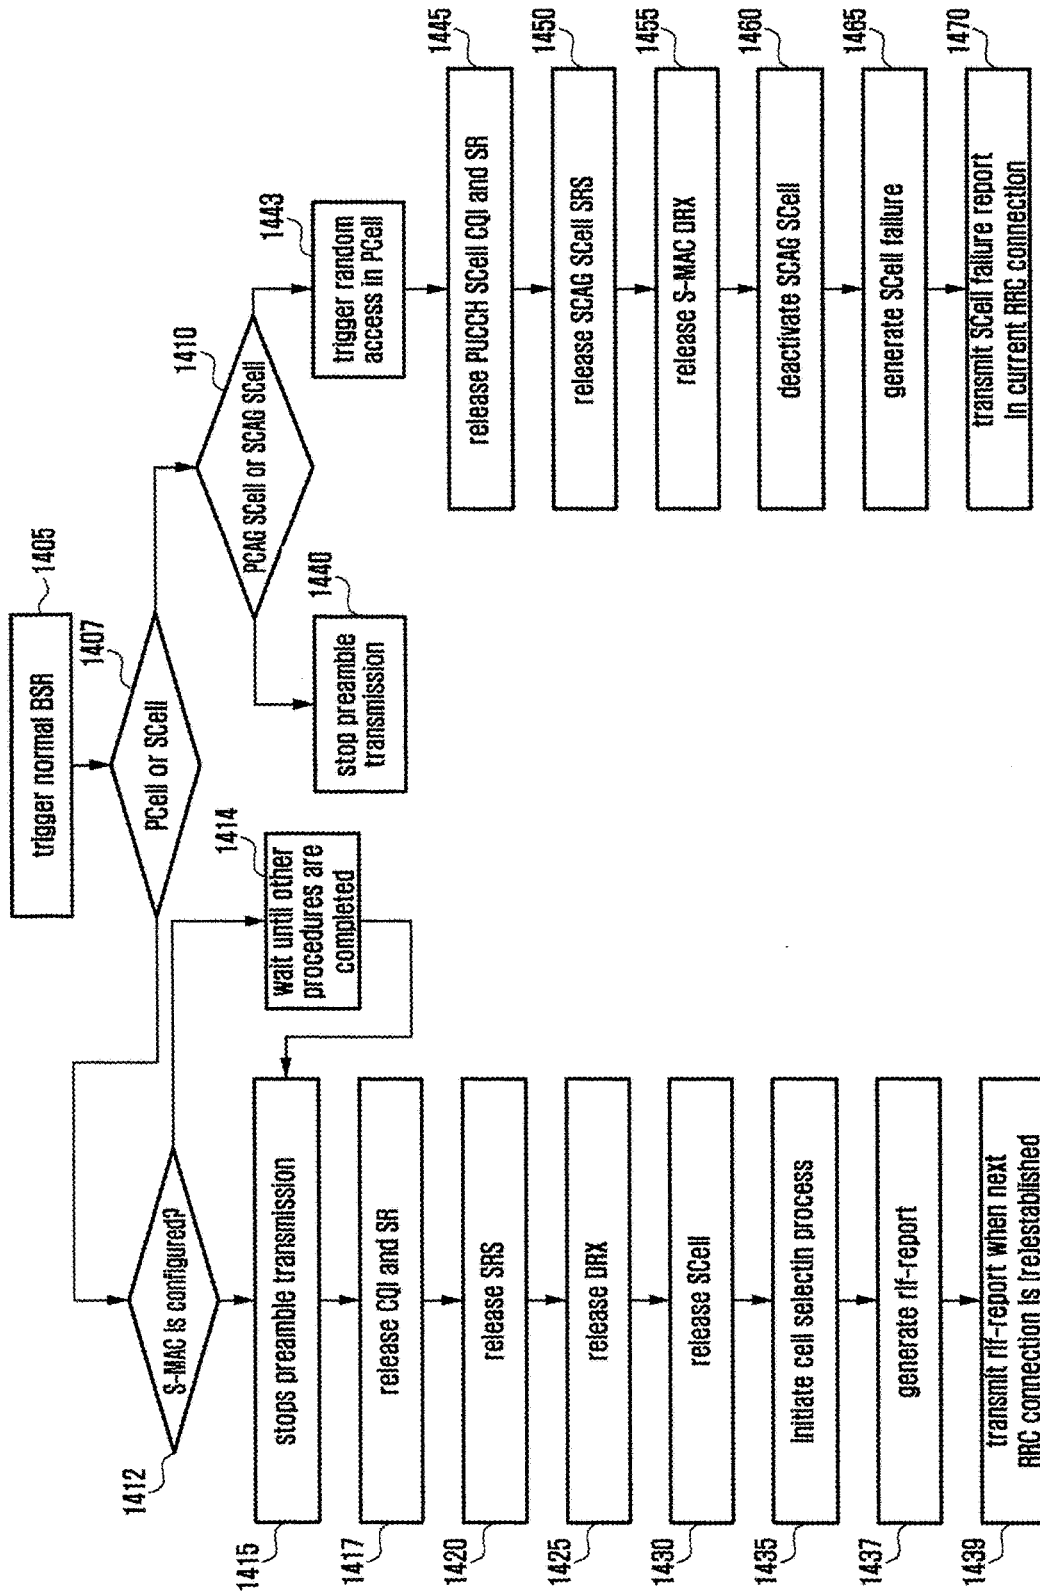 trigger normal BSR
1405
PCell or SCell
1407
S-MAC is configured?
1412
wait until other
procedures are
completed
1414
PCAG SCell or SCAG SCell
1410
stops preamble transmission
1415
release CQI and SR
1417
release SRS
1420
release DRX
1425
release SCell
1430
initiate cell selectin process
1435
generate rlf-report
1437
transmit rlf-report when next
RRC connection is (re)established
1439
stop preamble
transmission
1440
trigger random
access in PCell
1443
release PUCCH SCell CQI and SR
1445
release SCAG SCell SRS
1450
release S-MAC DRX
1455
deactivate SCAG SCell
1460
generate SCell failure
1465
transmit SCell failure report
in current RRC connection
1470